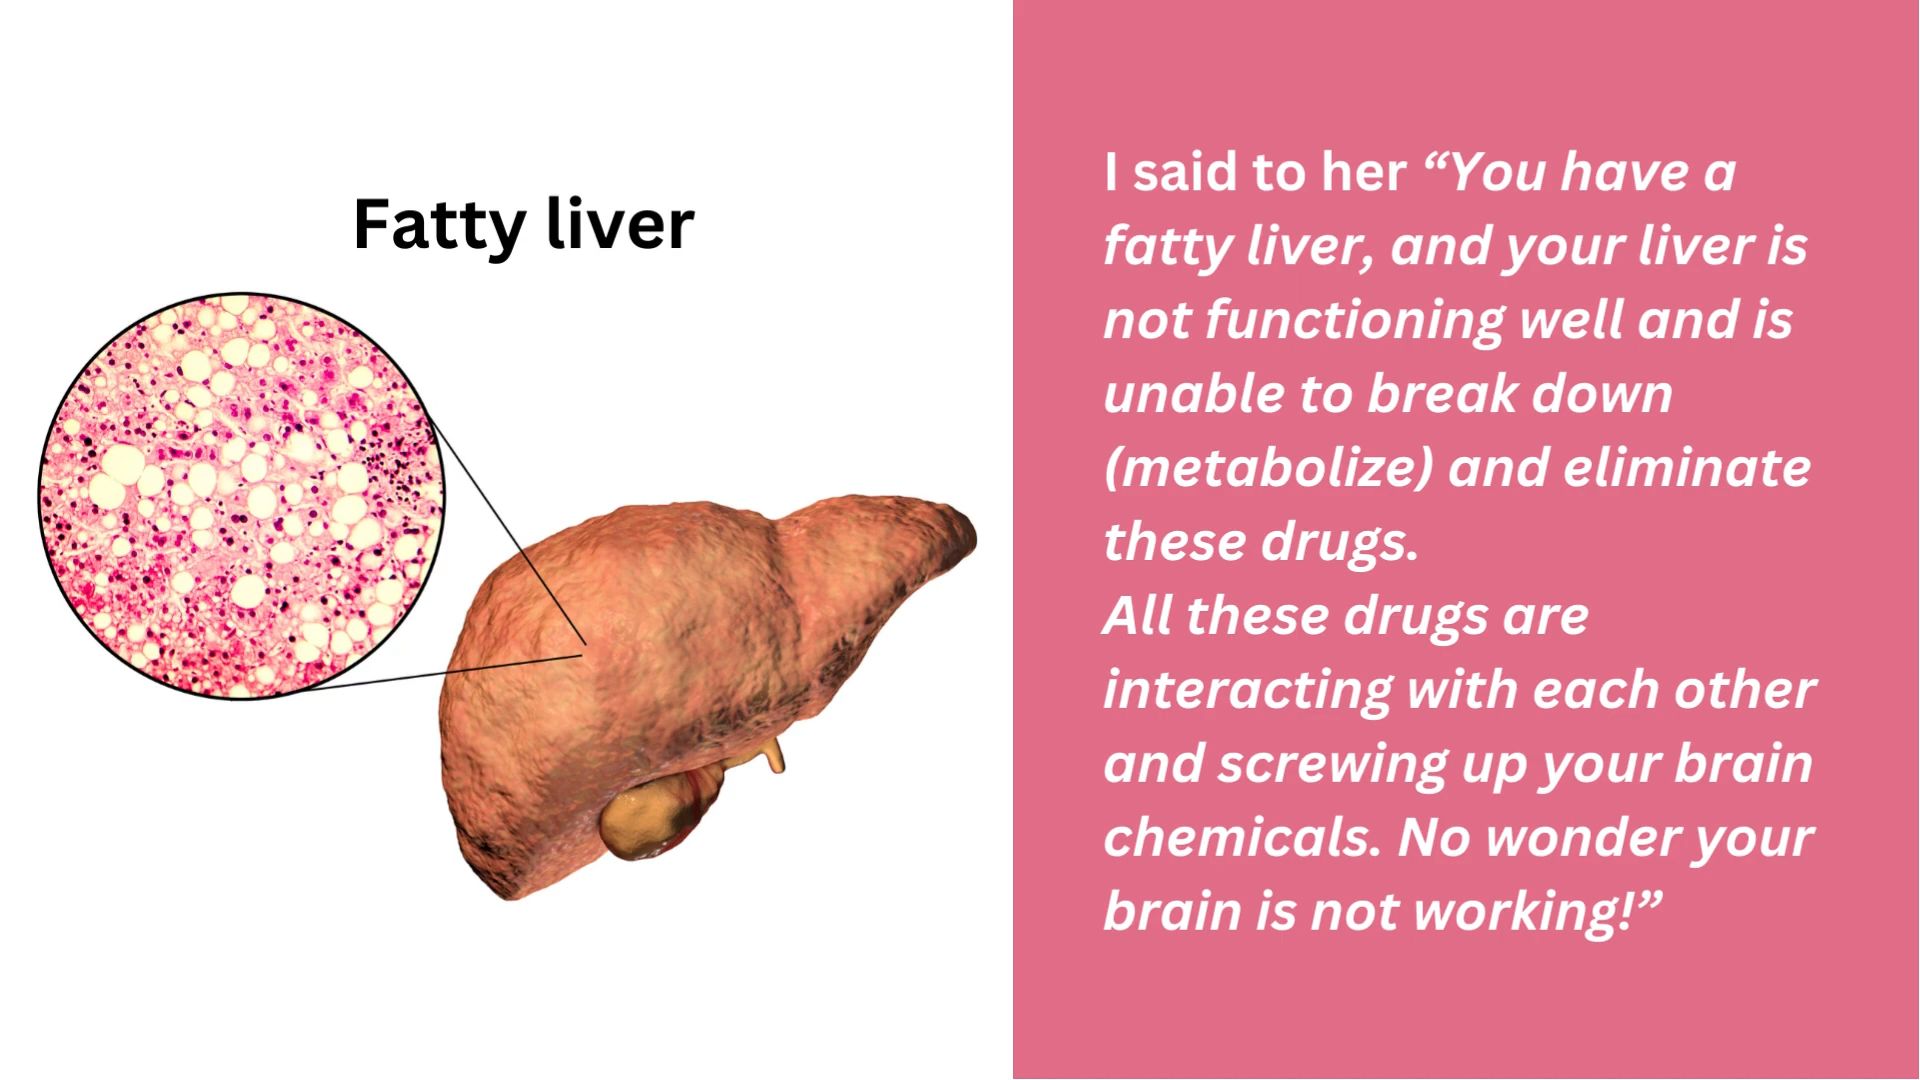 Fatty liver
I said to her “You have a
fatty liver, and your liver is
not functioning well and is
unable to break down
(metabolize) and eliminate
these drugs.
All these drugs are
interacting with each other
and screwing up your brain
chemicals. No wonder your
brain is not working!”